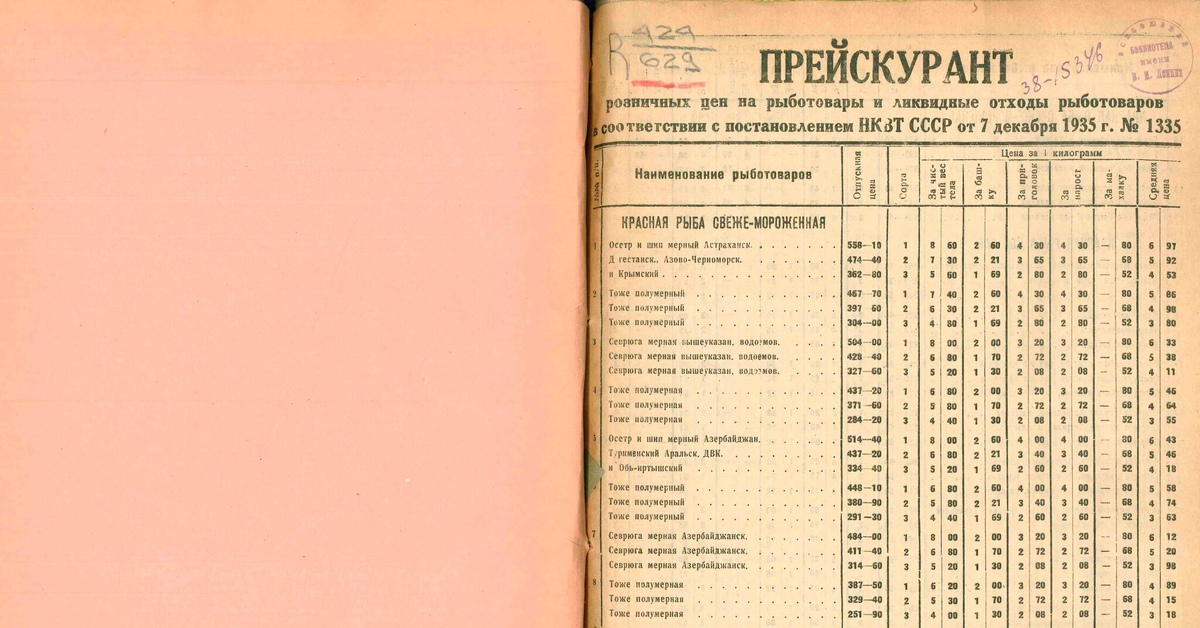 R 424
629
38-15346
БИБЛИОТЕКА
имени
В. И. ЛЕНИНА
ПРЕЙСКУРАНТ
розничных цен на рыботовары и ликвидные отходы рыботоваров
в соответствии с постановлением НКВТ СССР от 7 декабря 1935 г. № 1335
Наименование рыботоваров Отпускная цена Сорта Цена за 1 килограмм
За чистый вес тела За башку За приголовок За нарост За махалку Средняя цена
КРАСНАЯ РЫБА СВЕЖЕ-МОРОЖЕННАЯ
1 Осетр и шип мерный Астраханск. 558—10 1 8 60 2 60 4 30 4 30 — 80 6 97
Д гестанск., Азово-Черноморск. 474—40 2 7 30 2 21 3 65 3 65 — 68 5 92
и Крымский 362—80 3 5 60 1 69 2 80 2 80 — 52 4 53
2 Тоже полумерный 467—70 1 7 40 2 60 4 30 4 30 — 80 5 86
Тоже полумерный 397 60 2 6 30 2 21 3 65 3 65 — 68 4 98
Тоже полумерный 304—00 3 4 80 1 69 2 80 2 80 — 52 3 80
3 Севрюга мерная вышеуказан. водоемов. 504—00 1 8 00 2 00 3 20 3 20 — 80 6 33
Севрюга мерная вышеуказан. водоемов. 428—40 2 6 80 1 70 2 72 2 72 — 68 5 38
Севрюга мерная вышеуказан. водоемов. 327—60 3 5 20 1 30 2 08 2 08 — 52 4 11
4 Тоже полумерная 437—20 1 6 80 2 00 3 20 3 20 — 80 5 46
Тоже полумерная 371—60 2 5 80 1 70 2 72 2 72 — 68 4 64
Тоже полумерная 284—20 3 4 40 1 30 2 08 2 08 — 52 3 55
5 Осетр и шип мерный Азербайджан. 514—40 1 8 00 2 60 4 00 4 00 — 80 6 43
Туркменский Аральск. ДВК. 437—20 2 6 80 2 21 3 40 3 40 — 68 5 46
и Обь-иртышский 334—40 3 5 20 1 69 2 60 2 60 — 52 4 18
Тоже полумерный 448—10 1 6 80 2 60 4 00 4 00 — 80 5 58
Тоже полумерный 380—90 2 5 80 2 21 3 40 3 40 — 68 4 74
Тоже полумерный 291—30 3 4 40 1 69 2 60 2 60 — 52 3 63
7 Севрюга мерная Азербайджанск. 484—00 1 8 00 2 00 3 20 3 20 — 80 6 12
Севрюга мерная Азербайджанск. 411—40 2 6 80 1 70 2 72 2 72 — 68 5 20
Севрюга мерная Азербайджанск. 314—60 3 5 20 1 30 2 08 2 08 — 52 3 98
8 Тоже полумерная 387—50 1 6 20 2 00 3 20 3 20 — 80 4 89
Тоже полумерная 329—40 2 5 30 1 70 2 72 2 72 — 68 4 15
Тоже полумерная 251—90 3 4 00 1 30 2 08 2 08 — 52 3 18